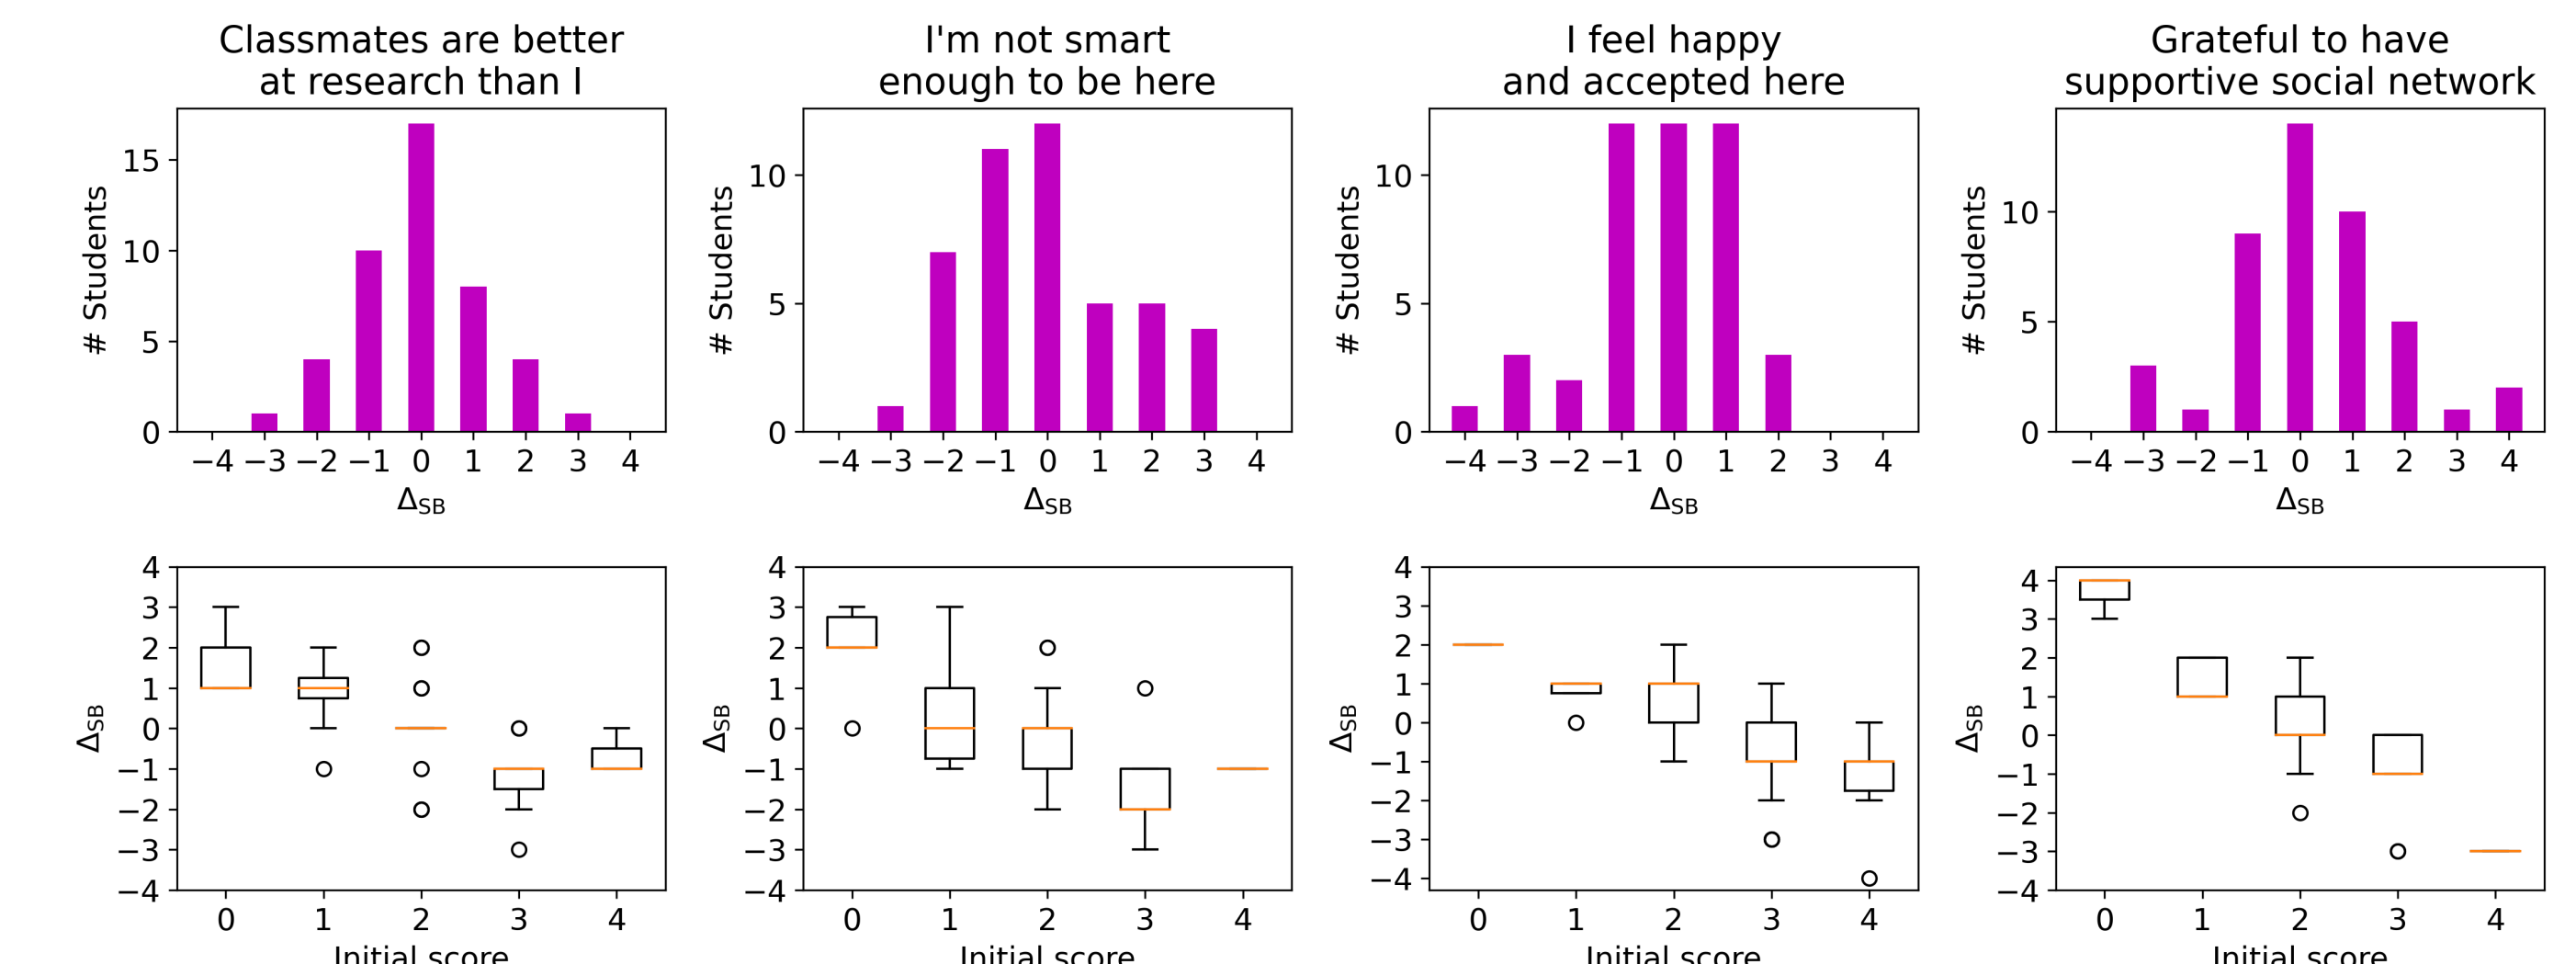 Classmates are better
at research than I
I'm not smart
enough to be here
I feel happy
and accepted here
Grateful to have
supportive social network
# Students
15
10
5
0
−4 −3 −2 −1 0 1 2 3 4
ΔSB
# Students
10
5
0
−4 −3 −2 −1 0 1 2 3 4
ΔSB
# Students
10
5
0
−4 −3 −2 −1 0 1 2 3 4
ΔSB
# Students
10
5
0
−4 −3 −2 −1 0 1 2 3 4
ΔSB
ΔSB
4
3
2
1
0
−1
−2
−3
−4
0 1 2 3 4
Initial score
ΔSB
4
3
2
1
0
−1
−2
−3
−4
0 1 2 3 4
Initial score
ΔSB
4
3
2
1
0
−1
−2
−3
−4
0 1 2 3 4
Initial score
ΔSB
4
3
2
1
0
−1
−2
−3
−4
0 1 2 3 4
Initial score